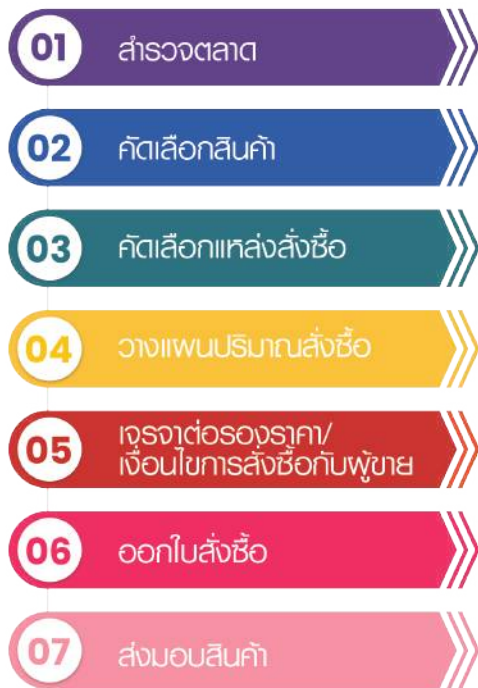 01
สำรวจตลาด
02
คัดเลือกสินค้า
03
คัดเลือกแหล่งสั่งซื้อ
04
วางแผนปริมาณสั่งซื้อ
05
เจรจาต่อรองราคา/
เงื่อนไขการสั่งซื้อกับผู้ขาย
06
ออกใบสั่งซื้อ
07
ส่งมอบสินค้า